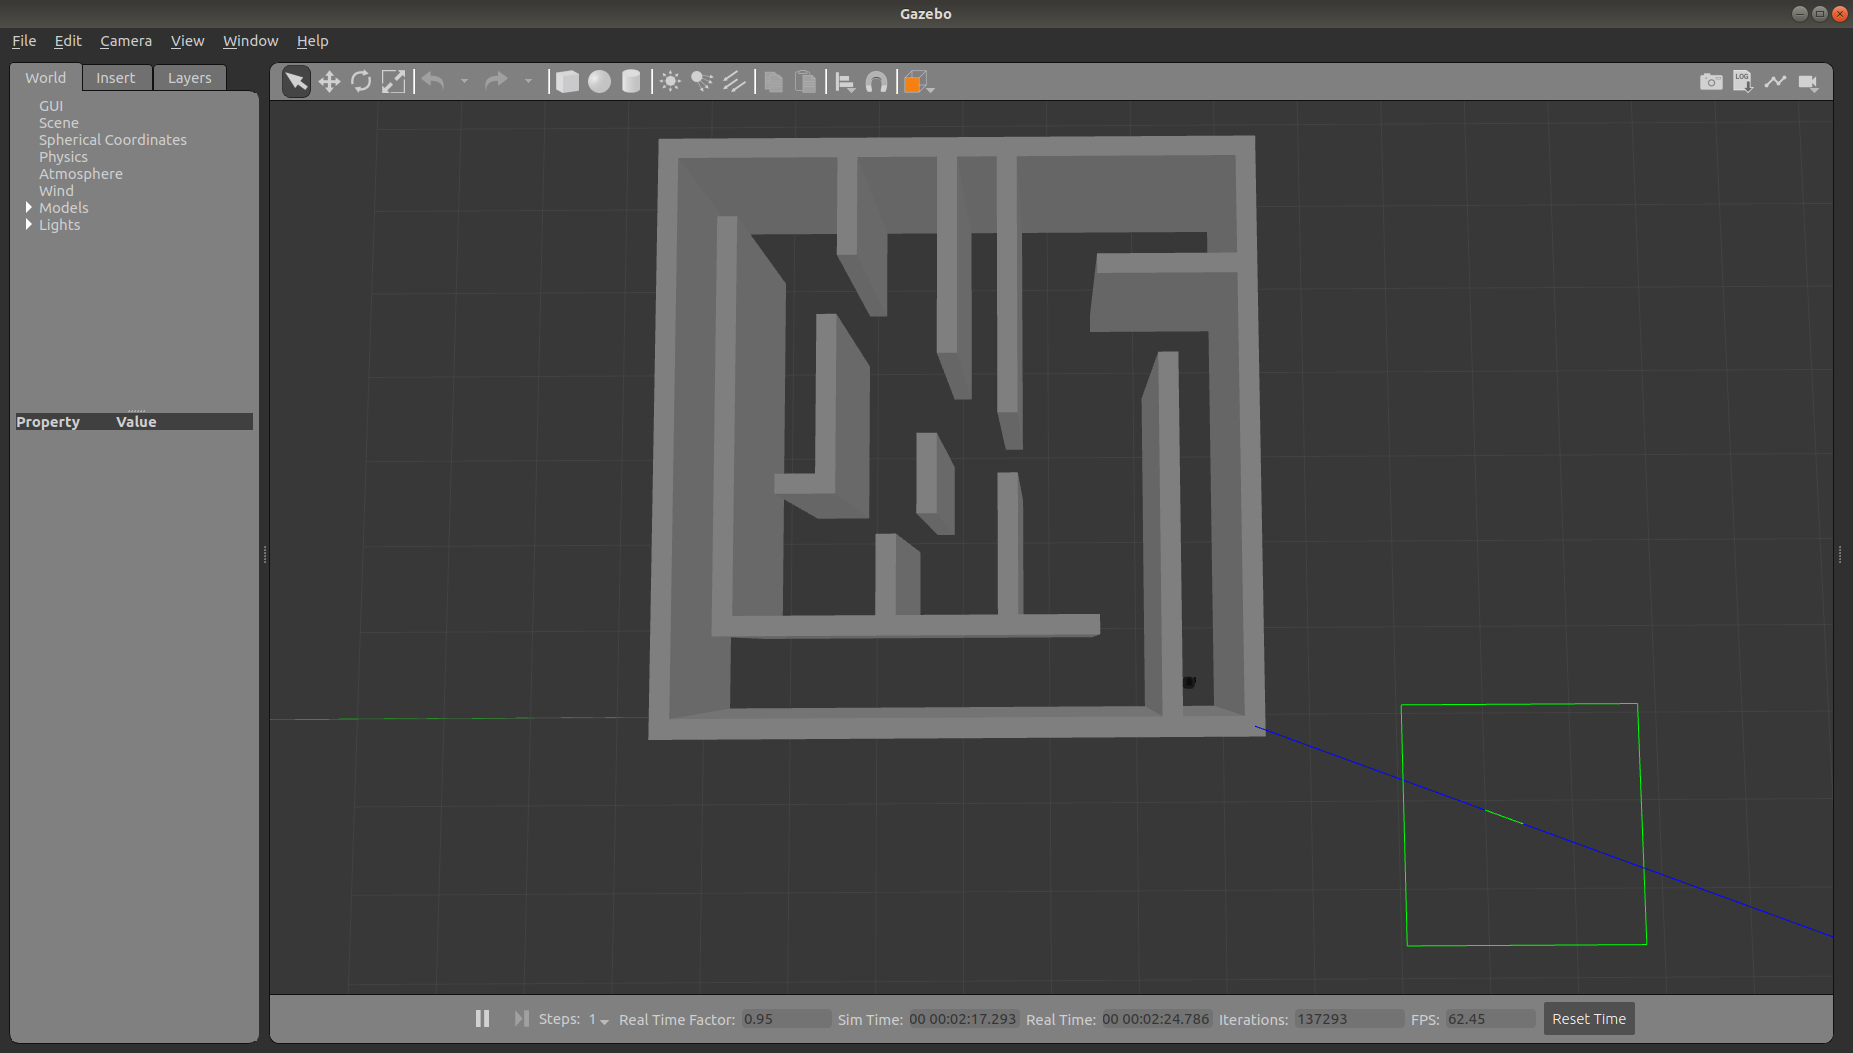 Gazebo
File Edit Camera View Window Help
World Insert Layers
GUI
Scene
Spherical Coordinates
Physics
Atmosphere
Wind
Models
Lights
Property Value
LOG
Steps: 1 Real Time Factor: 0.95 Sim Time: 00 00:02:17.293 Real Time: 00 00:02:24.786 Iterations: 137293 FPS: 62.45 Reset Time